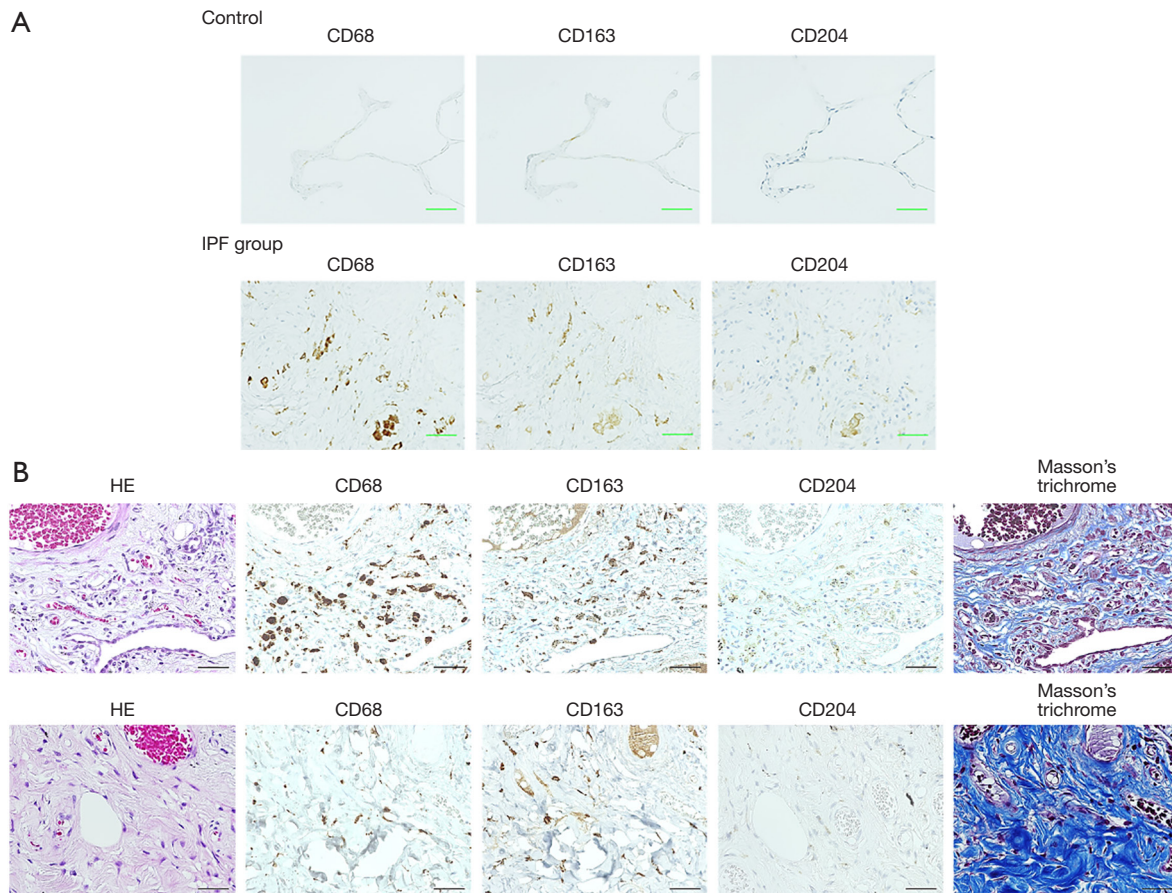 A
Control
CD68
CD163
CD204
IPF group
CD68
CD163
CD204
B
HE
CD68
CD163
CD204
Masson's
trichrome
HE
CD68
CD163
CD204
Masson's
trichrome